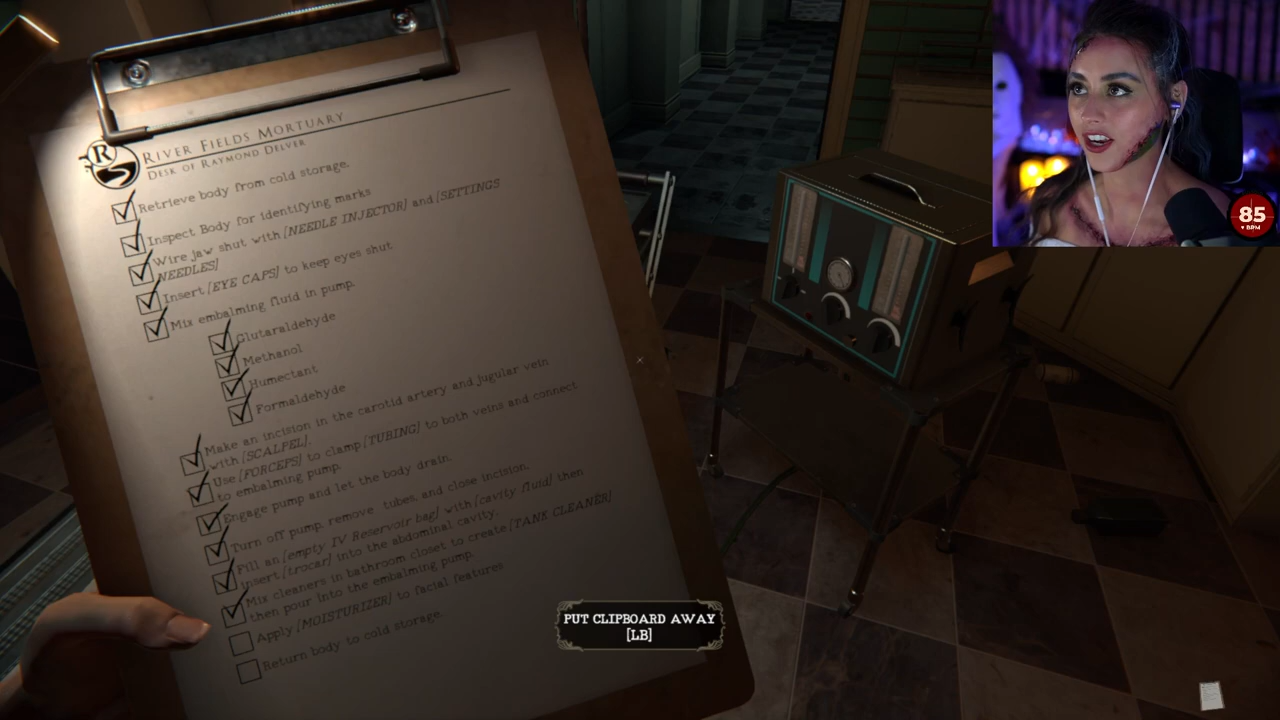 R
RIVER FIELDS MORTUARY
DESK OF RAYMOND DELVER
Retrieve body from cold storage.
Inspect Body for identifying marks
Wire jaw shut with [NEEDLE INJECTOR] and [SETTINGS
NEEDLES]
Insert [EYE CAPS] to keep eyes shut
Mix embalming fluid in pump.
Glutaraldehyde
Methanol
Humectant
Formaldehyde
Make an incision in the carotid artery and jugular vein
with [SCALPEL].
Use [FORCEPS] to clamp [TUBING] to both veins and connect
to embalming pump.
Engage pump and let the body drain.
Turn off pump, remove tubes, and close incision.
Fill an [empty IV Reservoir bag] with [cavity fluid] then
insert [trocar] into the abdominal cavity.
Mix cleaners in bathroom closet to create [TANK CLEANER]
then pour into the embalming pump.
Apply [MOISTURIZER] to facial features
Return body to cold storage.
PUT CLIPBOARD AWAY
[LB]
85
♥ BPM